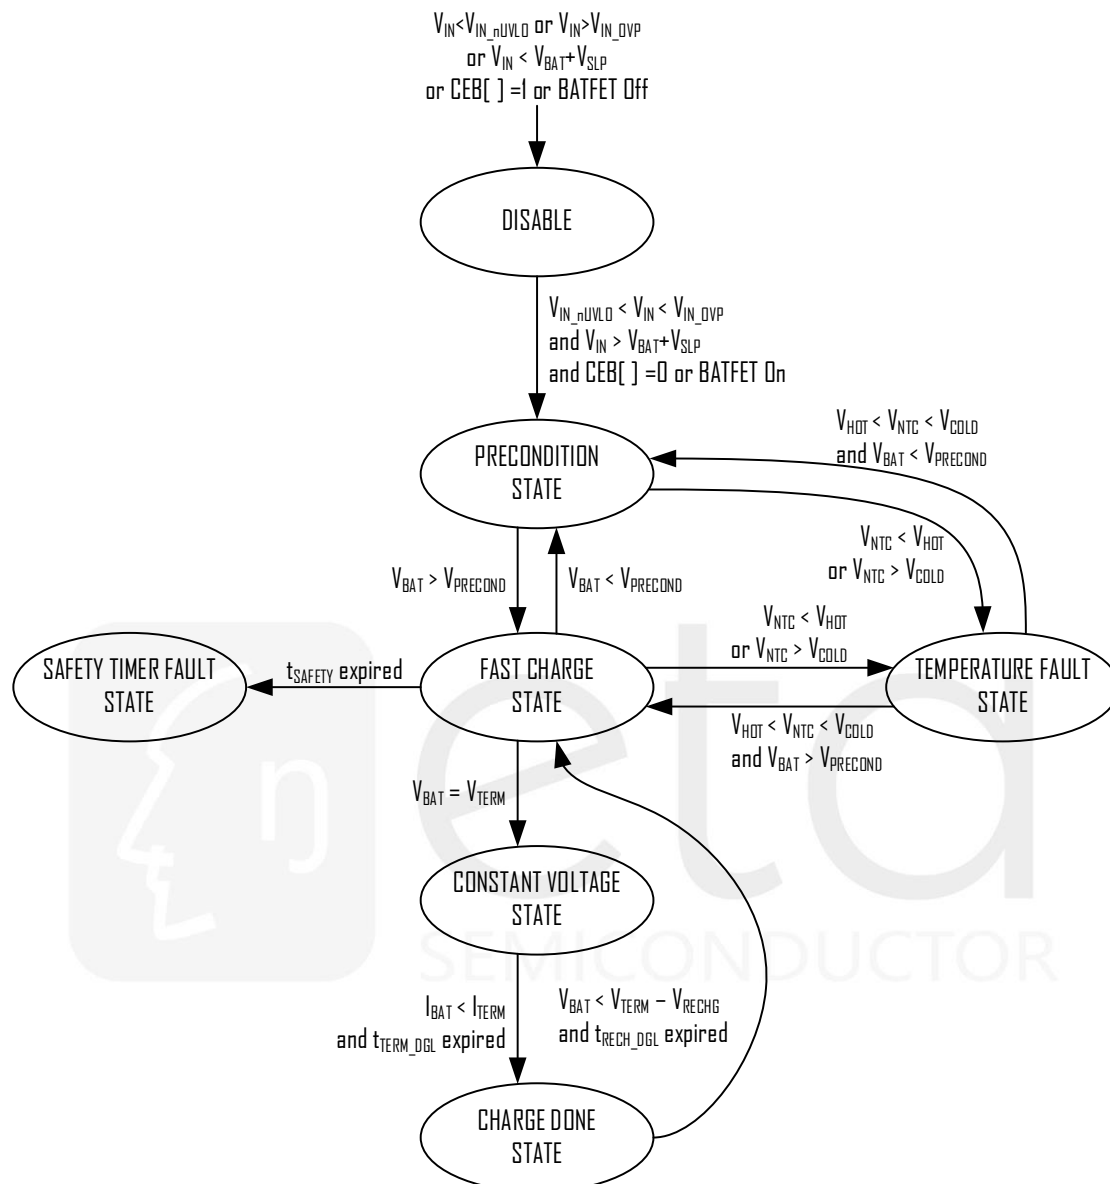 V_IN<V_IN_nUVLO or V_IN>V_IN_OVP
or V_IN < V_BAT+V_SLP
or CEB[ ] =1 or BATFET Off
DISABLE
V_IN_nUVLO < V_IN < V_IN_OVP
and V_IN > V_BAT+V_SLP
and CEB[ ] =0 or BATFET On
PRECONDITION
STATE
V_HOT < V_NTC < V_COLD
and V_BAT < V_PRECOND
V_NTC < V_HOT
or V_NTC > V_COLD
V_BAT > V_PRECOND
V_BAT < V_PRECOND
V_NTC < V_HOT
or V_NTC > V_COLD
SAFETY TIMER FAULT
STATE
t_SAFETY expired
FAST CHARGE
STATE
TEMPERATURE FAULT
STATE
V_HOT < V_NTC < V_COLD
and V_BAT > V_PRECOND
V_BAT = V_TERM
CONSTANT VOLTAGE
STATE
I_BAT < I_TERM
and t_TERM_DGL expired
V_BAT < V_TERM – V_RECHG
and t_RECH_DGL expired
CHARGE DONE
STATE
eta
SEMICONDUCTOR